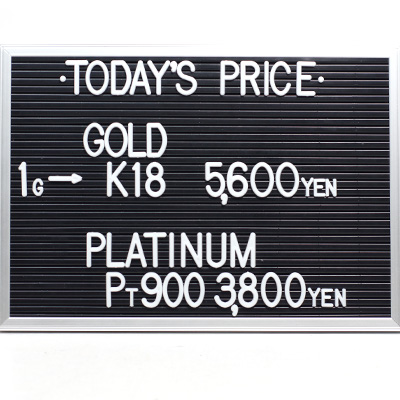 ·TODAY'S PRICE·
GOLD
1G→ K18 5,600YEN
PLATINUM
PT900 3,800YEN